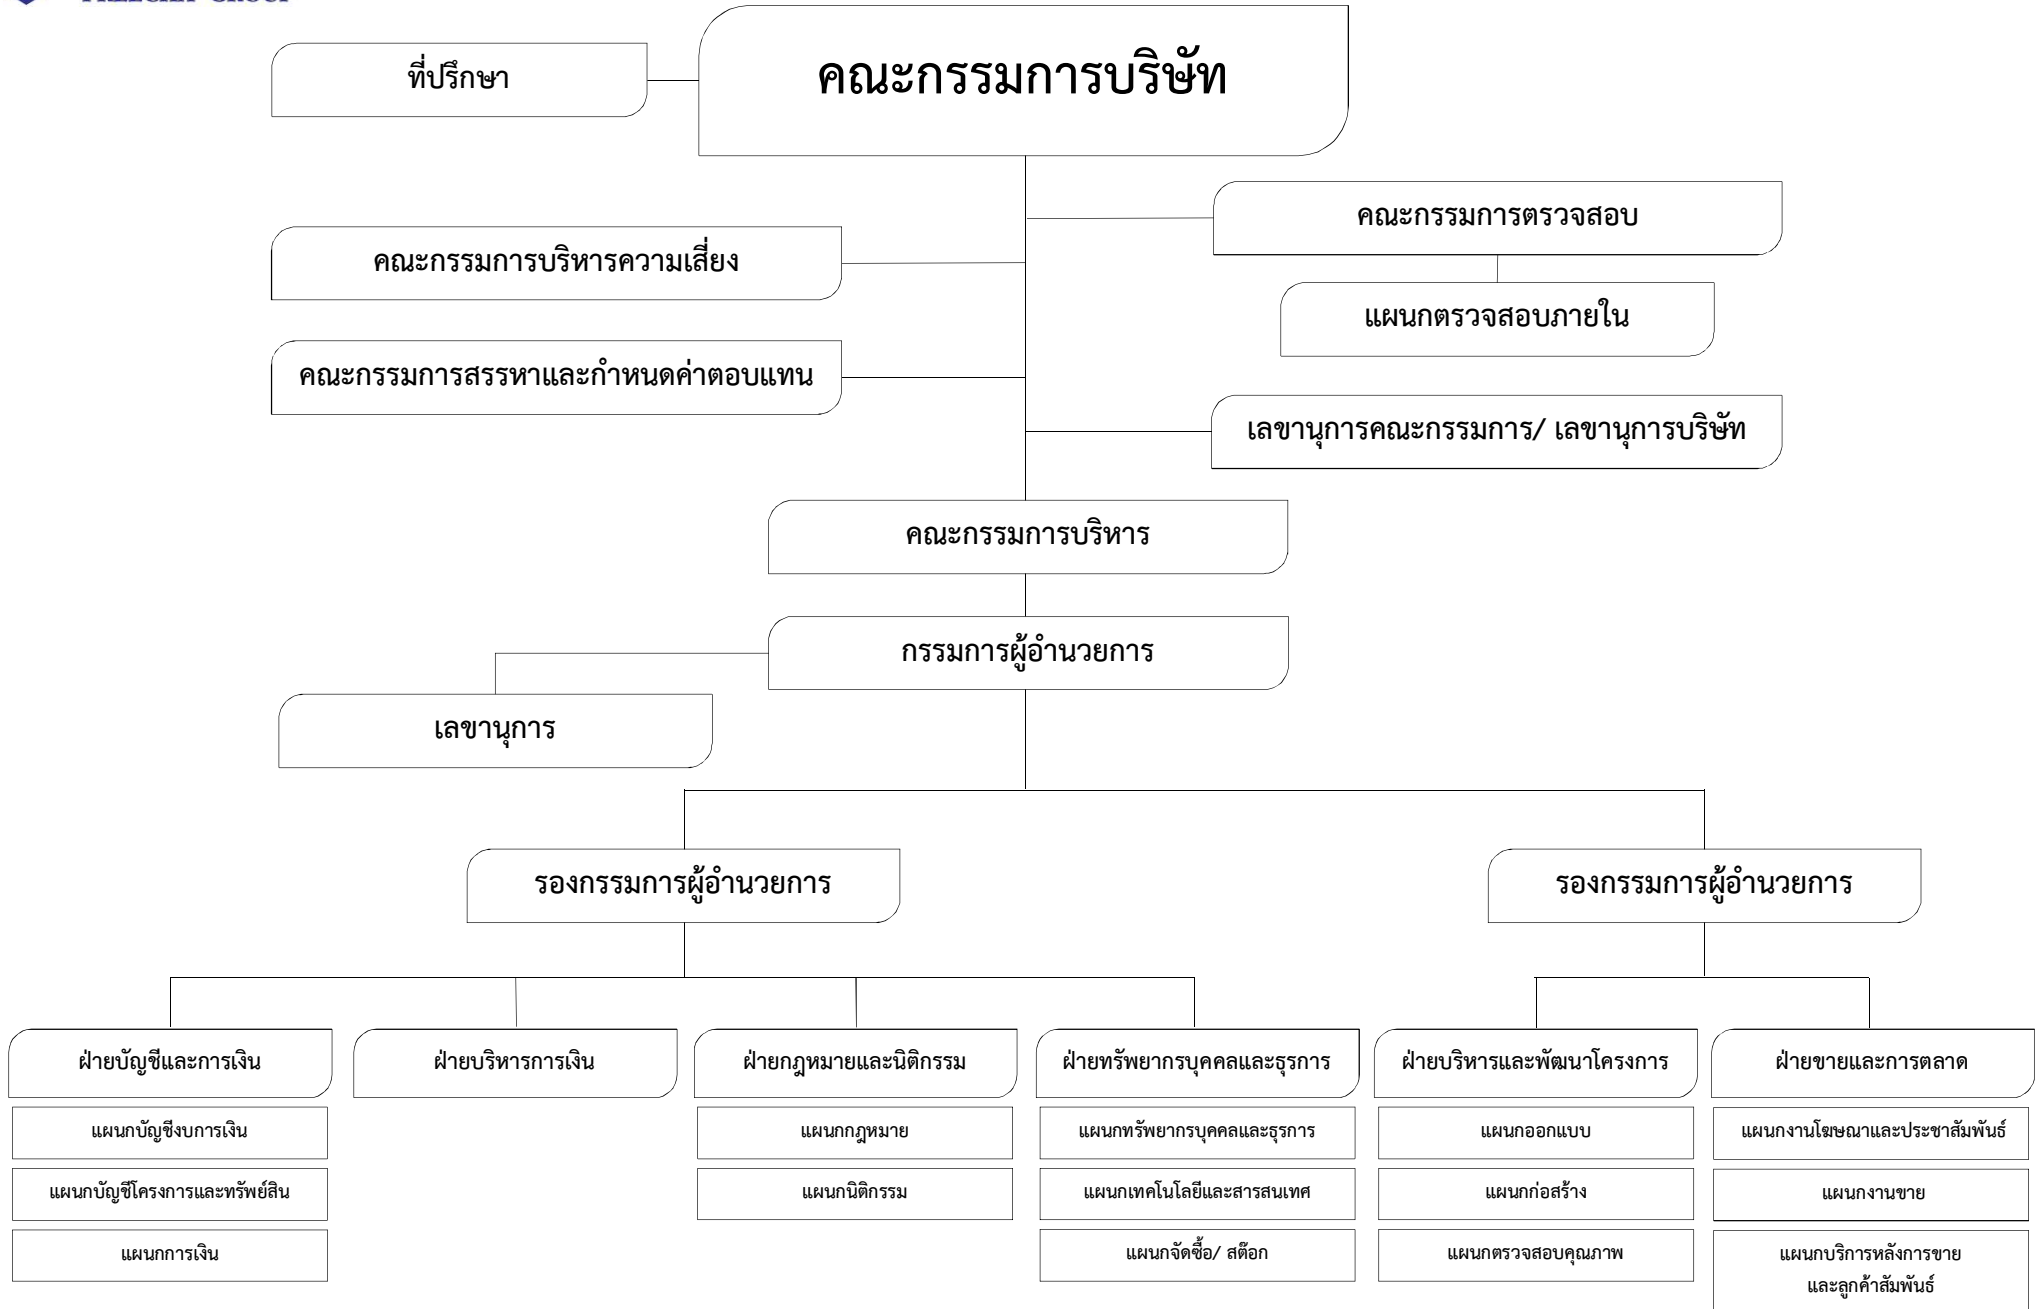 ที่ปรึกษา
คณะกรรมการบริษัท
คณะกรรมการตรวจสอบ
คณะกรรมการบริหารความเสี่ยง
แผนกตรวจสอบภายใน
คณะกรรมการสรรหาและกำหนดค่าตอบแทน
เลขานุการคณะกรรมการ/ เลขานุการบริษัท
คณะกรรมการบริหาร
กรรมการผู้อำนวยการ
เลขานุการ
รองกรรมการผู้อำนวยการ
รองกรรมการผู้อำนวยการ
ฝ่ายบัญชีและการเงิน
ฝ่ายบริหารการเงิน
ฝ่ายกฎหมายและนิติกรรม
ฝ่ายทรัพยากรบุคคลและธุรการ
ฝ่ายบริหารและพัฒนาโครงการ
ฝ่ายขายและการตลาด
แผนกบัญชีงบการเงิน
แผนกกฎหมาย
แผนกทรัพยากรบุคคลและธุรการ
แผนกออกแบบ
แผนกงานโฆษณาและประชาสัมพันธ์
แผนกบัญชีโครงการและทรัพย์สิน
แผนกนิติกรรม
แผนกเทคโนโลยีและสารสนเทศ
แผนกก่อสร้าง
แผนกงานขาย
แผนกการเงิน
แผนกจัดซื้อ/ สต๊อก
แผนกตรวจสอบคุณภาพ
แผนกบริการหลังการขาย
และลูกค้าสัมพันธ์